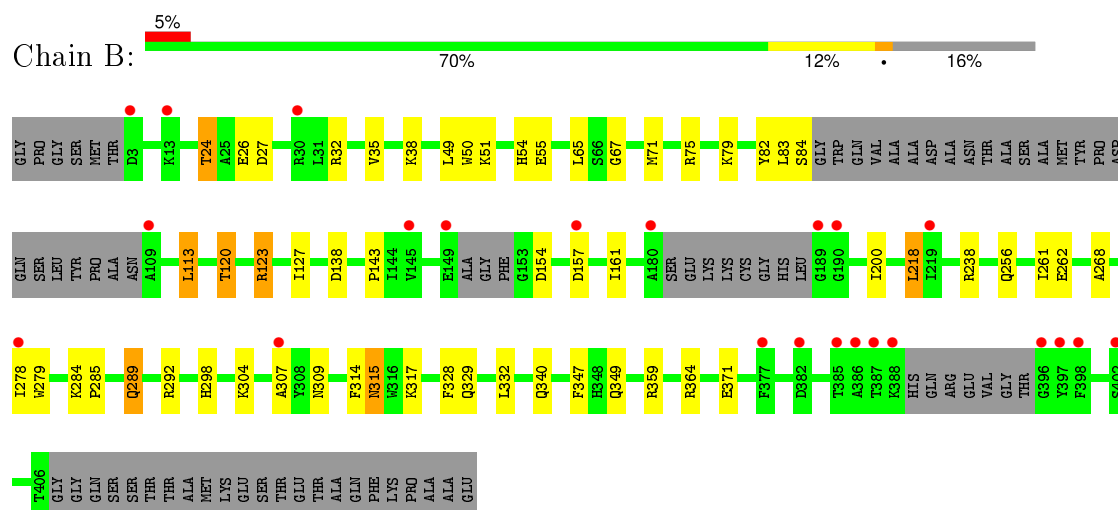 5%
Chain B:
70% 12% • 16%
GLY PRO GLY SER MET THR D3 K13 T24 A25 E26 D27 R30 L31 R32 V35 K38 L49 W50 K51 H54 E55 L65 S66 G67 M71 R75 K79 Y82 L83 S84 GLY TRP GLN VAL ALA ALA ASP ALA ASN THR ALA SER ALA MET TYR PRO ASP
GLN SER LEU TYR PRO ALA ASN A109 L113 T120 R123 I127 D138 P143 I144 V145 E149 ALA GLY PHE G153 D154 D157 I161 A180 SER GLU LYS LYS CYS GLY HIS LEU G189 G190 I200 L218 I219 R238 Q256 I261 E262 A268
I278 W279 K284 P285 Q289 R292 H298 K304 A307 Y308 N309 F314 N315 W316 K317 F328 Q329 L332 Q340 F347 H348 Q349 R359 R364 E371 F377 D382 T385 A386 T387 K388 HIS GLN ARG GLU VAL GLY THR G396 Y397 F398
T406 GLY GLY GLN SER SER THR THR ALA MET LYS GLU SER THR GLU THR ALA GLN PHE LYS PRO ALA ALA GLU